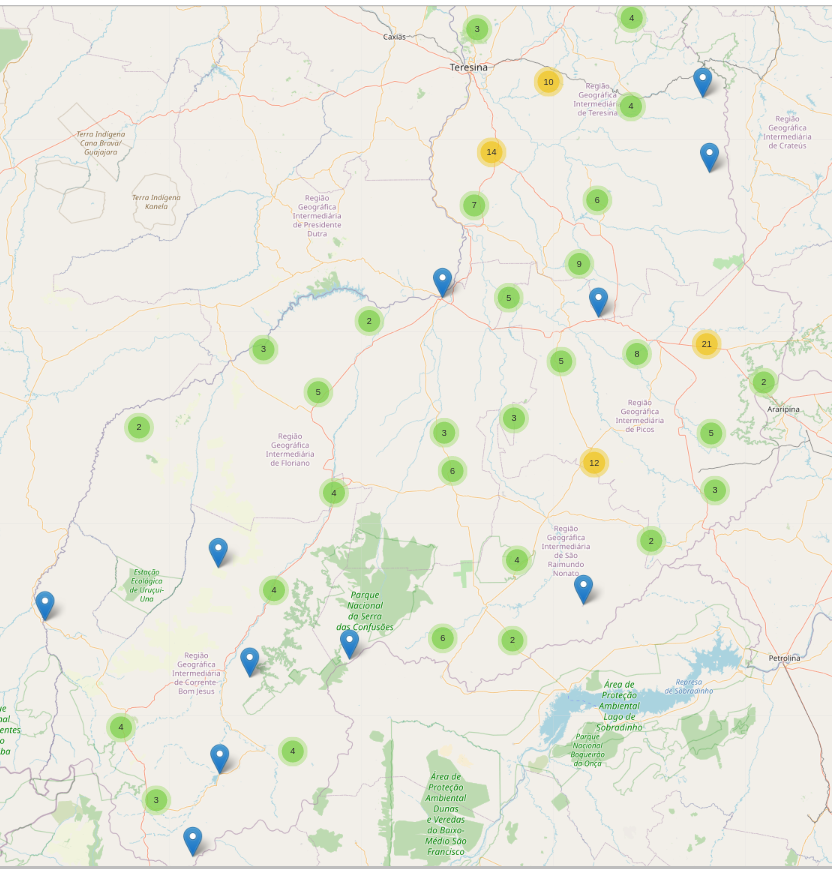 4
3
Caxias
Teresina
10
Região
Geográfica
Intermediária
de Teresina
4
Região
Geográfica
Intermediária
de Crateús
Terra Indígena
Cana Brava/
Guajajara
14
Terra Indígena
Kanela
Região
Geográfica
Intermediária
de Presidente
Dutra
7
6
9
5
2
3
5
8
21
2
5
Araripina
Região
Geográfica
Intermediária
de Picos
2
3
3
5
Região
Geográfica
Intermediária
de Floriano
6
12
4
3
Região
Geográfica
Intermediária
de São
Raimundo
Nonato
2
4
Estação
Ecológica
de Uruçuí-
Una
4
Parque
Nacional
da Serra
das Confusões
6
2
Região
Geográfica
Intermediária
de Corrente-
Bom Jesus
Petrolina
Represa
de Sobradinho
Área de
Proteção
Ambiental
Lago de
Sobradinho
Parque
Nacional
Boqueirão
da Onça
4
4
3
Área de
Proteção
Ambiental
Dunas
e Veredas
do Baixo-
Médio São
Francisco